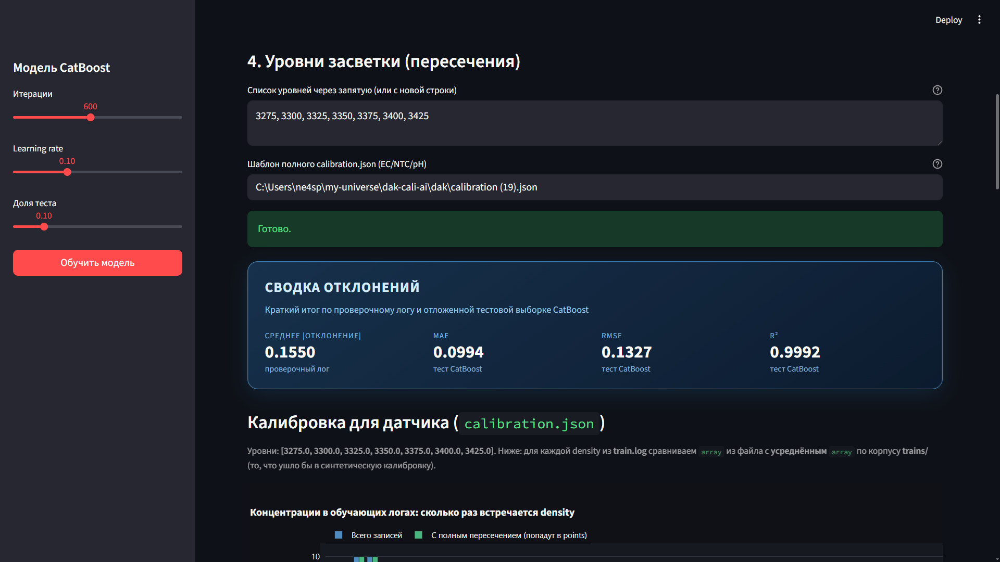 Deploy
Модель CatBoost
Итерации
600
Learning rate
0.10
Доля теста
0.10
Обучить модель
4. Уровни засветки (пересечения)
Список уровней через запятую (или с новой строки)
3275, 3300, 3325, 3350, 3375, 3400, 3425
Шаблон полного calibration.json (EC/NTC/pH)
C:\Users\ne4sp\my-universe\dak-cali-ai\dak\calibration (19).json
Готово.
СВОДКА ОТКЛОНЕНИЙ
Краткий итог по проверочному логу и отложенной тестовой выборке CatBoost
СРЕДНЕЕ |ОТКЛОНЕНИЕ|
0.1550
проверочный лог
MAE
0.0994
тест CatBoost
RMSE
0.1327
тест CatBoost
R²
0.9992
тест CatBoost
Калибровка для датчика ( calibration.json )
Уровни: [3275.0, 3300.0, 3325.0, 3350.0, 3375.0, 3400.0, 3425.0]. Ниже: для каждой density из train.log сравниваем array из файла с усреднённым array по корпусу trains/
(то, что ушло бы в синтетическую калибровку).
Концентрации в обучающих логах: сколько раз встречается density
Всего записей
С полным пересечением (попадут в points)
10